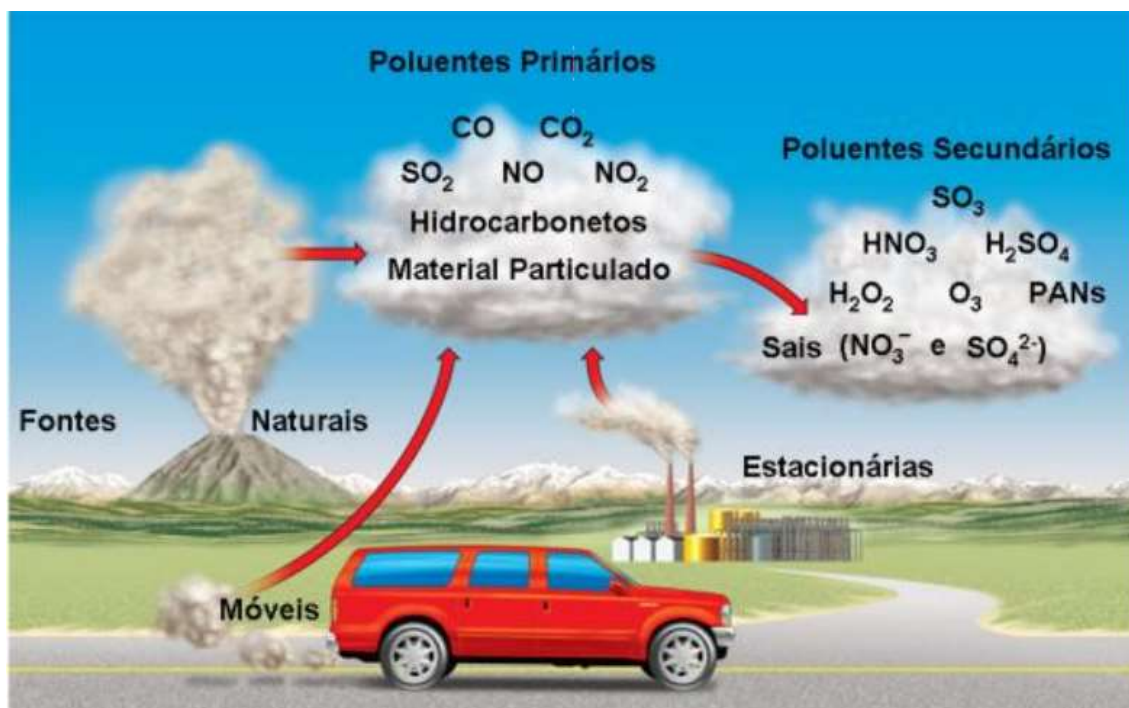 Poluentes Primários
CO CO₂
SO₂ NO NO₂
Hidrocarbonetos
Material Particulado
Poluentes Secundários
SO₃
HNO₃ H₂SO₄
H₂O₂ O₃ PANs
Sais (NO₃⁻ e SO₄²⁻)
Fontes Naturais
Estacionárias
Móveis